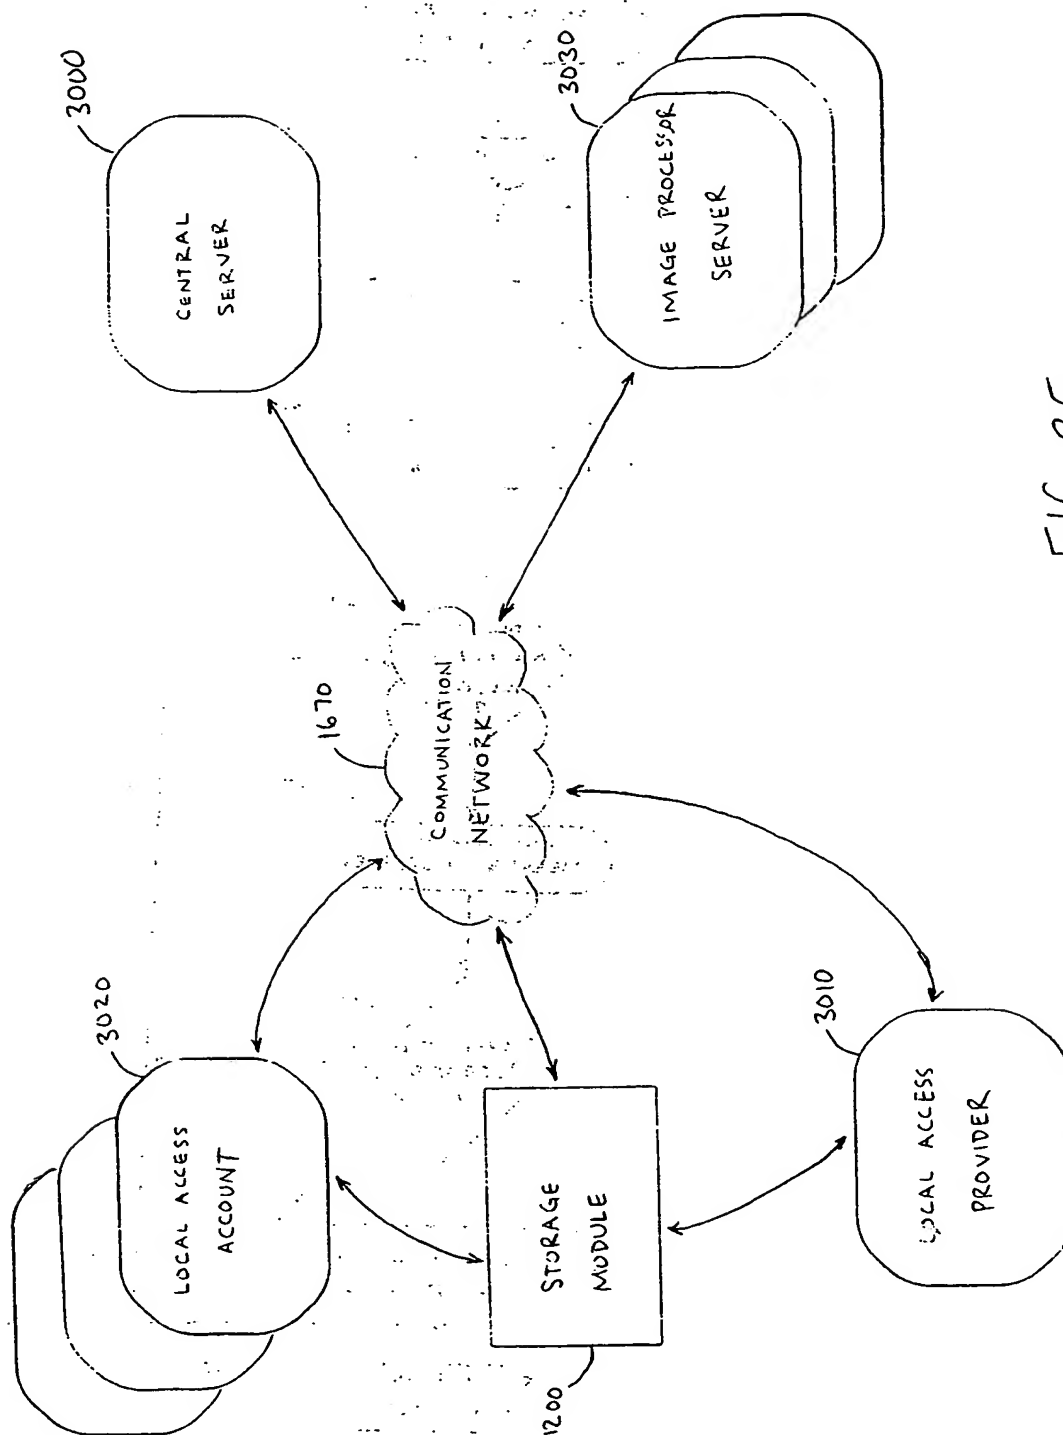 3020
LOCAL ACCESS
ACCOUNT
3000
CENTRAL
SERVER
1670
COMMUNICATION
NETWORK
1200
STORAGE
MODULE
3030
IMAGE PROCESSOR
SERVER
3010
LOCAL ACCESS
PROVIDER
FIG.